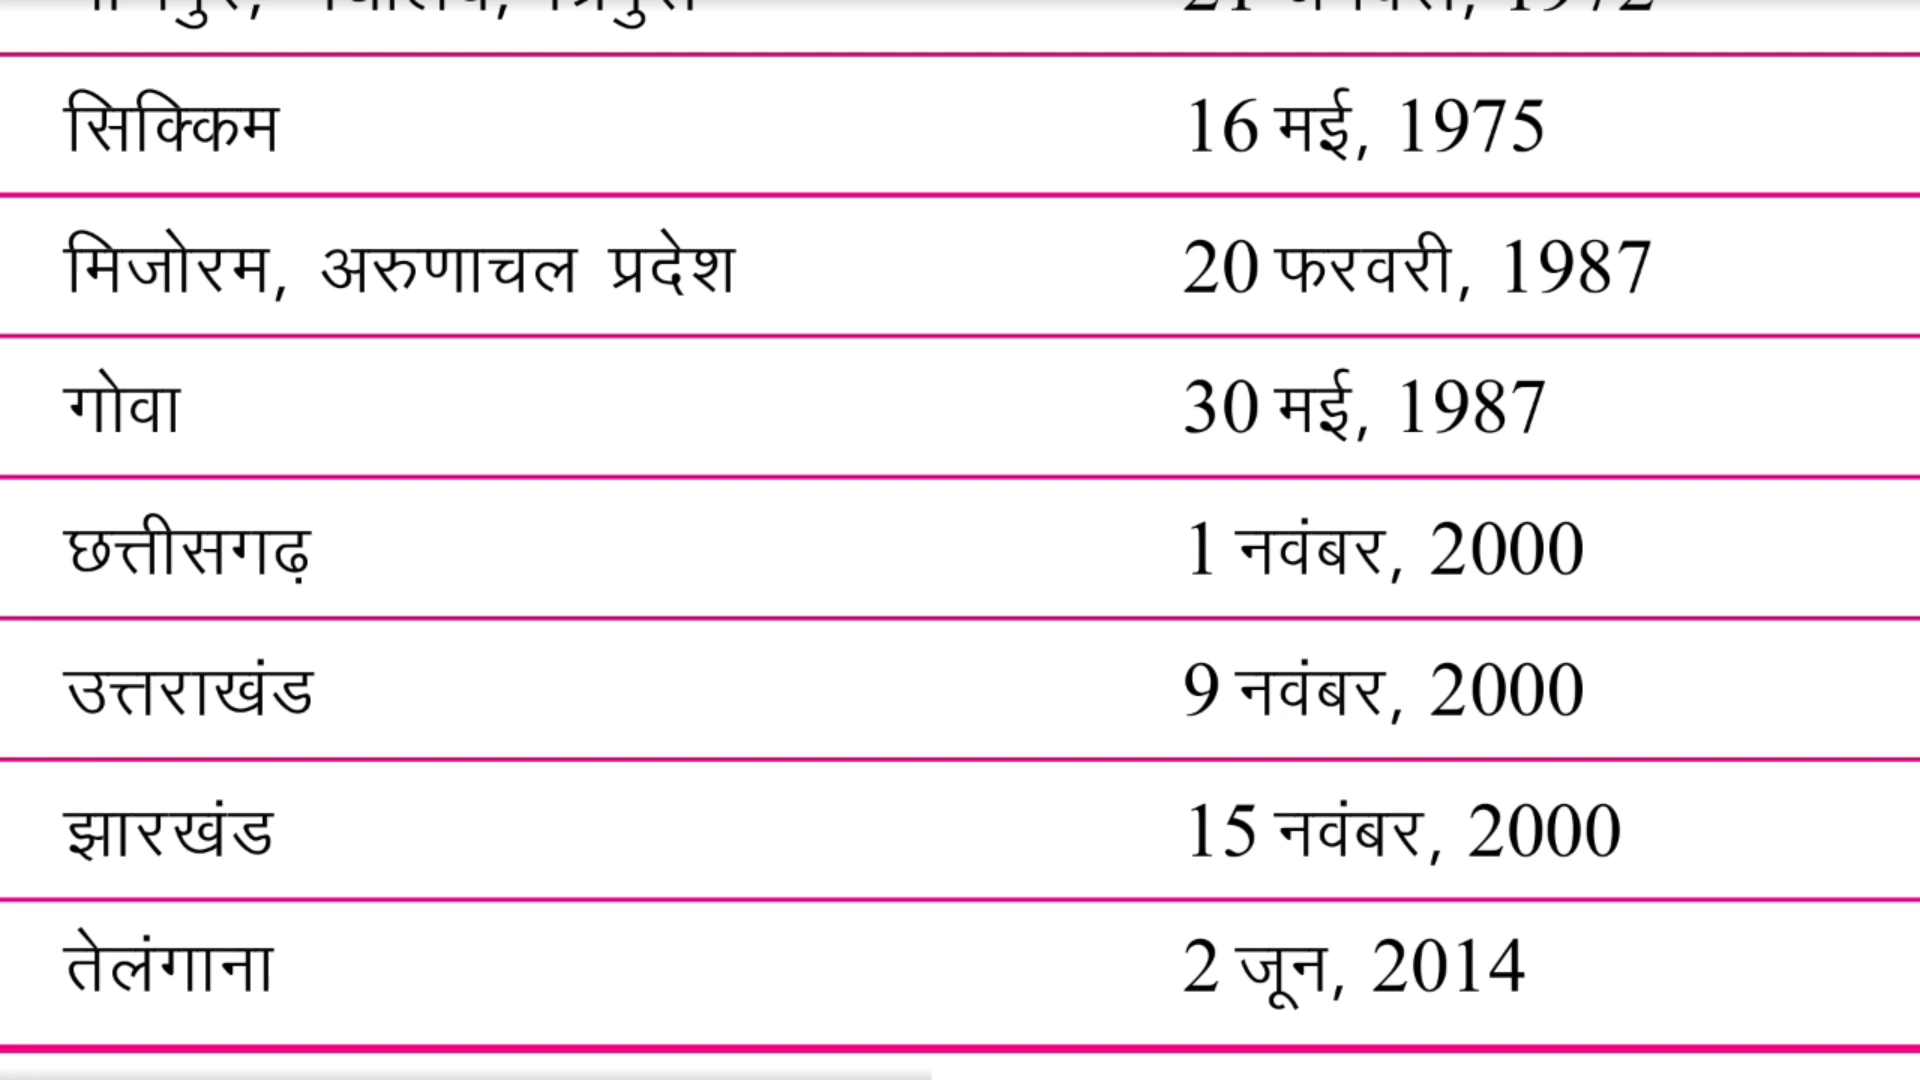 सिक्किम 16 मई, 1975
मिजोरम, अरुणाचल प्रदेश 20 फरवरी, 1987
गोवा 30 मई, 1987
छत्तीसगढ़ 1 नवंबर, 2000
उत्तराखंड 9 नवंबर, 2000
झारखंड 15 नवंबर, 2000
तेलंगाना 2 जून, 2014